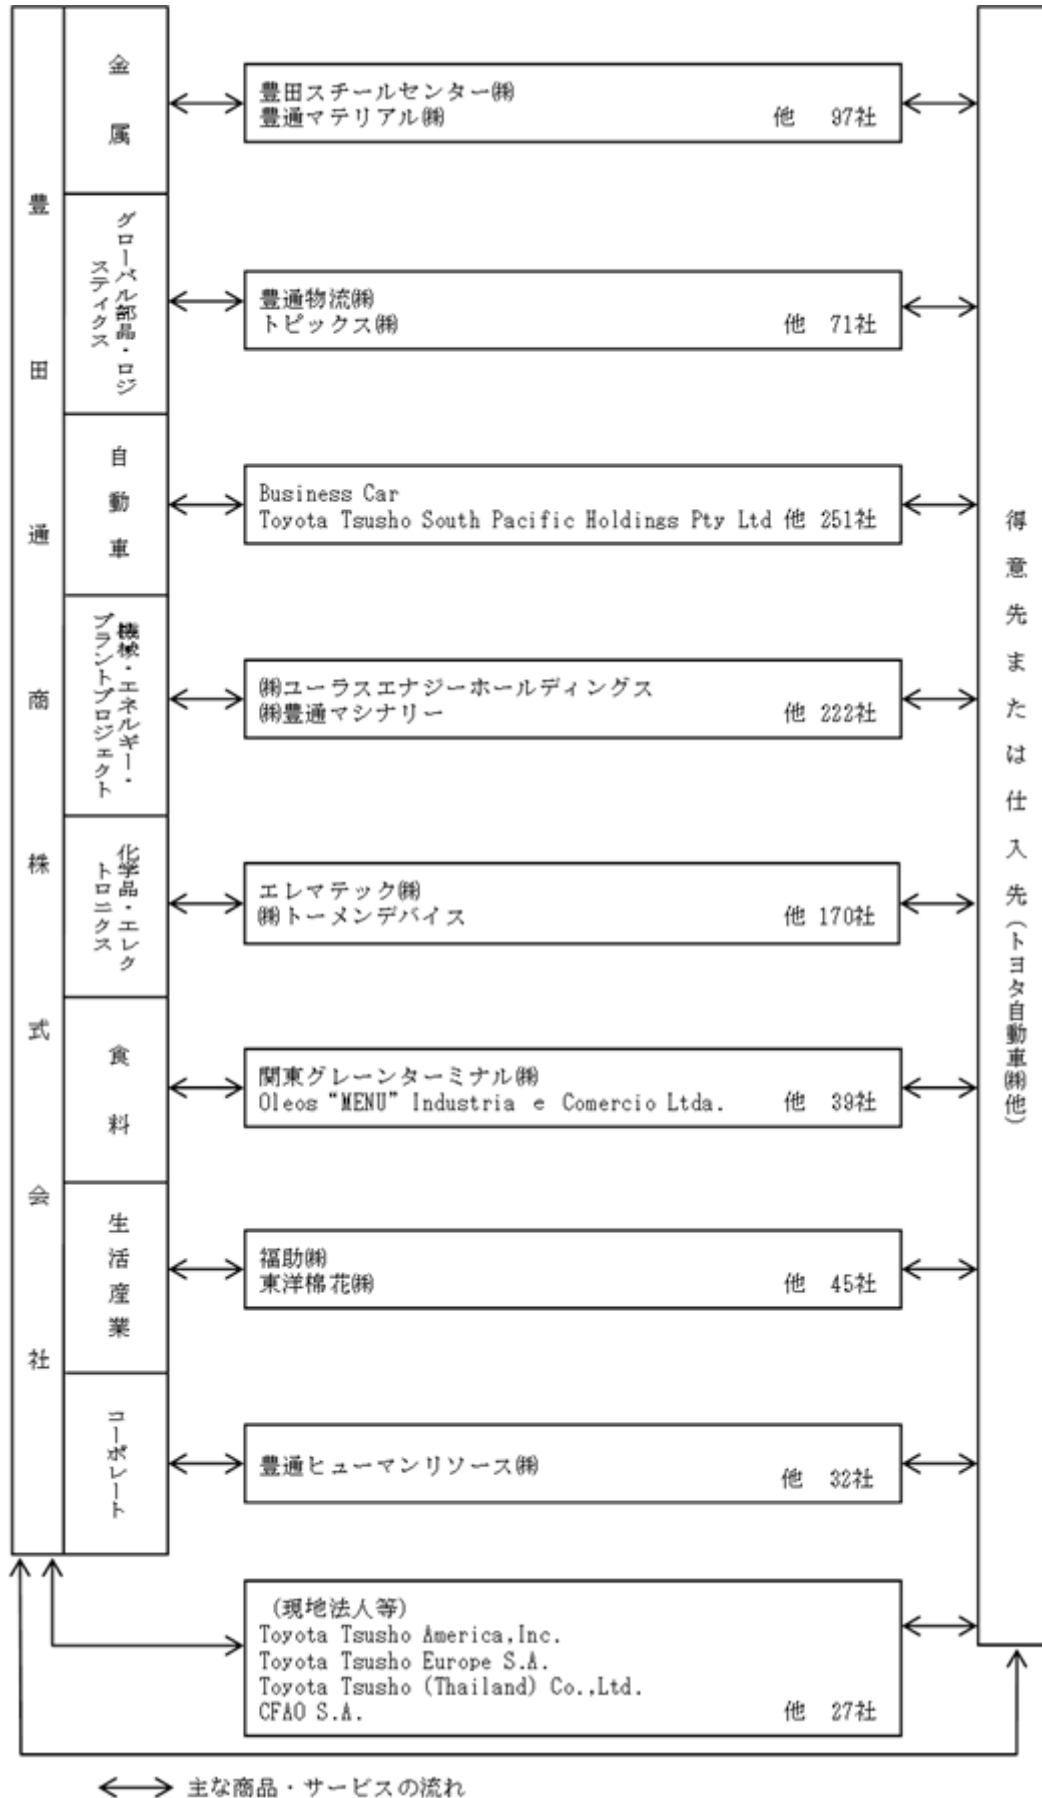 豊田通商株式会社
金属
豊田スチールセンター㈱
豊通マテリアル㈱ 他 97社
グローバル部品・ロジ
スティクス
豊通物流㈱
トピックス㈱ 他 71社
自動車
Business Car
Toyota Tsusho South Pacific Holdings Pty Ltd 他 251社
機械・エネルギー・
プラントプロジェクト
㈱ユーラスエナジーホールディングス
㈱豊通マシナリー 他 222社
化学品・エレク
トロニクス
エレマテック㈱
㈱トーメンデバイス 他 170社
食料
関東グレーンターミナル㈱
Oleos “MENU” Industria e Comercio Ltda. 他 39社
生活産業
福助㈱
東洋棉花㈱ 他 45社
コーポレート
豊通ヒューマンリソース㈱ 他 32社
(現地法人等)
Toyota Tsusho America,Inc.
Toyota Tsusho Europe S.A.
Toyota Tsusho (Thailand) Co.,Ltd.
CFAO S.A. 他 27社
得意先または仕入先(トヨタ自動車㈱他)
主な商品・サービスの流れ